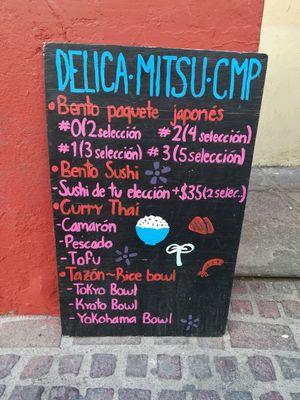 DELICA·MITSU·CMP
•Bento paquete japonés
#0(2 selección #2(4 selección)
#1(3 selección) #3(5 selección)
•Bento Sushi
-Sushi de tu elección +$35(2 selec.)
•Curry Thai
-Camarón
-Pescado
-Tofu
•Tazón~Rice bowl
-Tokyo Bowl
-Kyoto Bowl
-Yokohama Bowl